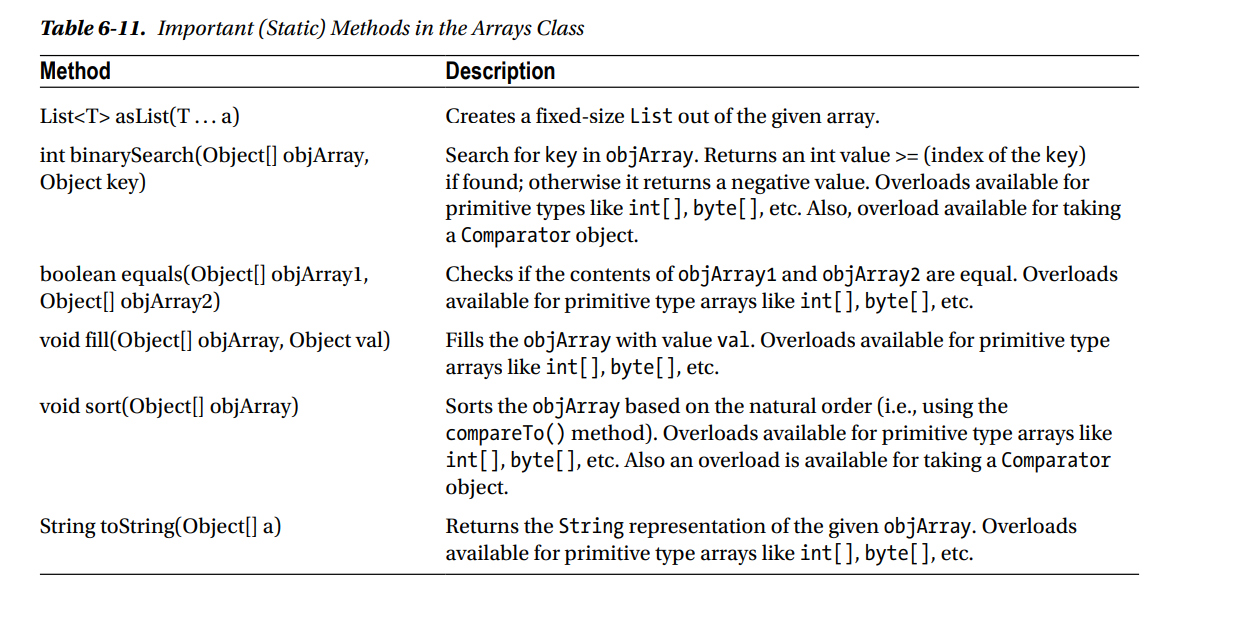 Table 6-11. Important (Static) Methods in the Arrays Class
Method Description
List<T> asList(T . . . a) Creates a fixed-size List out of the given array.
int binarySearch(Object[] objArray, Search for key in objArray. Returns an int value >= (index of the key)
Object key) if found; otherwise it returns a negative value. Overloads available for
primitive types like int[], byte[], etc. Also, overload available for taking
a Comparator object.
boolean equals(Object[] objArray1, Checks if the contents of objArray1 and objArray2 are equal. Overloads
Object[] objArray2) available for primitive type arrays like int[], byte[], etc.
void fill(Object[] objArray, Object val) Fills the objArray with value val. Overloads available for primitive type
arrays like int[], byte[], etc.
void sort(Object[] objArray) Sorts the objArray based on the natural order (i.e., using the
compareTo() method). Overloads available for primitive type arrays like
int[], byte[], etc. Also an overload is available for taking a Comparator
object.
String toString(Object[] a) Returns the String representation of the given objArray. Overloads
available for primitive type arrays like int[], byte[], etc.